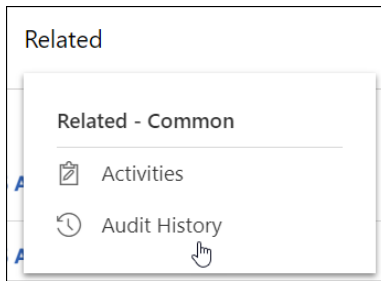 Related
Related - Common
Activities
A
Audit History
A